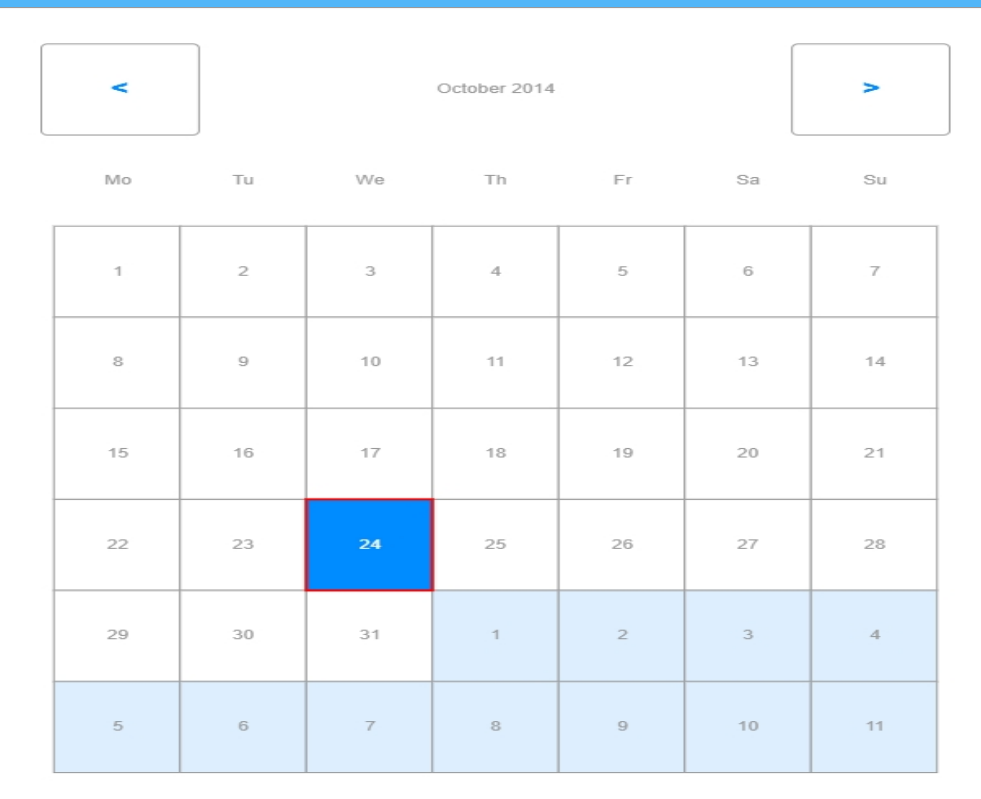 < October 2014 >
Mo Tu We Th Fr Sa Su
1 2 3 4 5 6 7
8 9 10 11 12 13 14
15 16 17 18 19 20 21
22 23 24 25 26 27 28
29 30 31 1 2 3 4
5 6 7 8 9 10 11